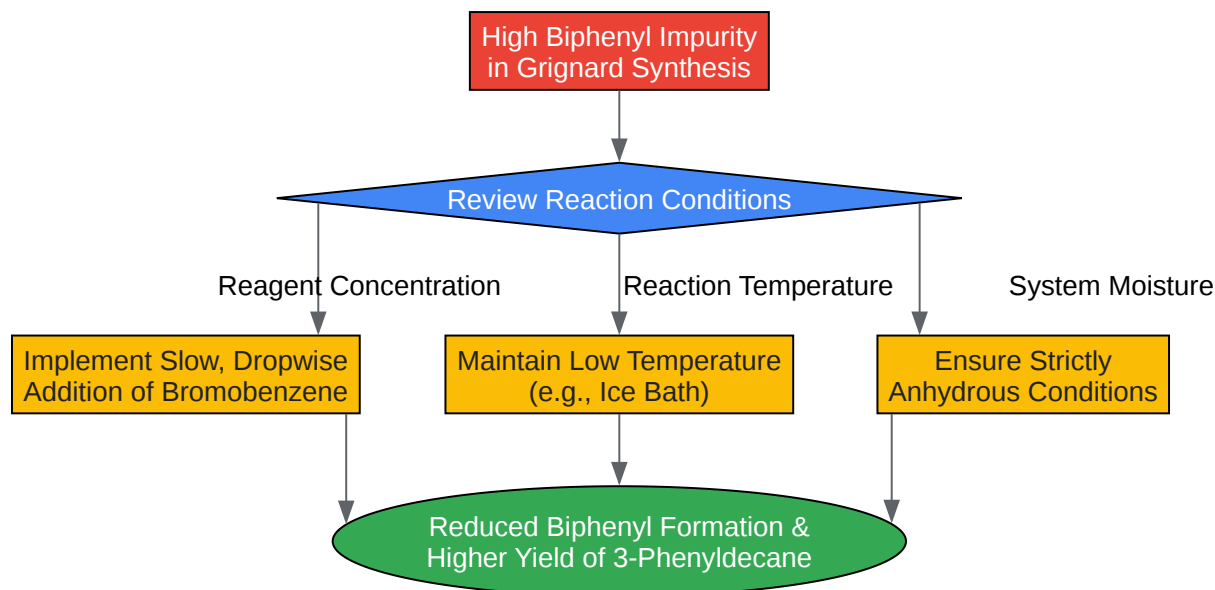 High Biphenyl Impurity
in Grignard Synthesis
Review Reaction Conditions
Reagent Concentration
Reaction Temperature
System Moisture
Implement Slow, Dropwise
Addition of Bromobenzene
Maintain Low Temperature
(e.g., Ice Bath)
Ensure Strictly
Anhydrous Conditions
Reduced Biphenyl Formation &
Higher Yield of 3-Phenyldecane